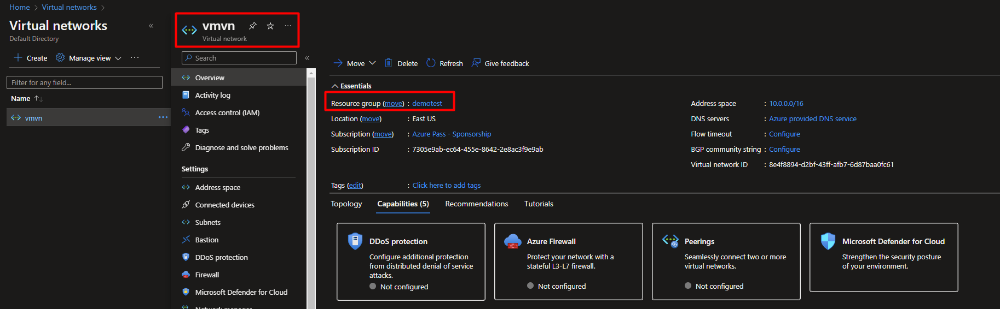 Home > Virtual networks >
Virtual networks
Default Directory
Create Manage view
Filter for any field...
Name
vmvn
vmvn
Virtual network
Search
Overview
Activity log
Access control (IAM)
Tags
Diagnose and solve problems
Settings
Address space
Connected devices
Subnets
Bastion
DDoS protection
Firewall
Microsoft Defender for Cloud
Network manager
Move Delete Refresh Give feedback
Essentials
Resource group (move) : demotest
Location (move) : East US
Subscription (move) : Azure Pass - Sponsorship
Subscription ID : 7305e9ab-ec64-455e-8642-2e8ac3f9e9ab
Address space : 10.0.0.0/16
DNS servers : Azure provided DNS service
Flow timeout : Configure
BGP community string : Configure
Virtual network ID : 8e4f8894-d2bf-43ff-afb7-6d87baa0fc61
Tags (edit) : Click here to add tags
Topology Capabilities (5) Recommendations Tutorials
DDoS protection
Configure additional protection
from distributed denial of service
attacks.
Not configured
Azure Firewall
Protect your network with a
stateful L3-L7 firewall.
Not configured
Peerings
Seamlessly connect two or more
virtual networks.
Not configured
Microsoft Defender for Cloud
Strengthen the security posture
of your environment.